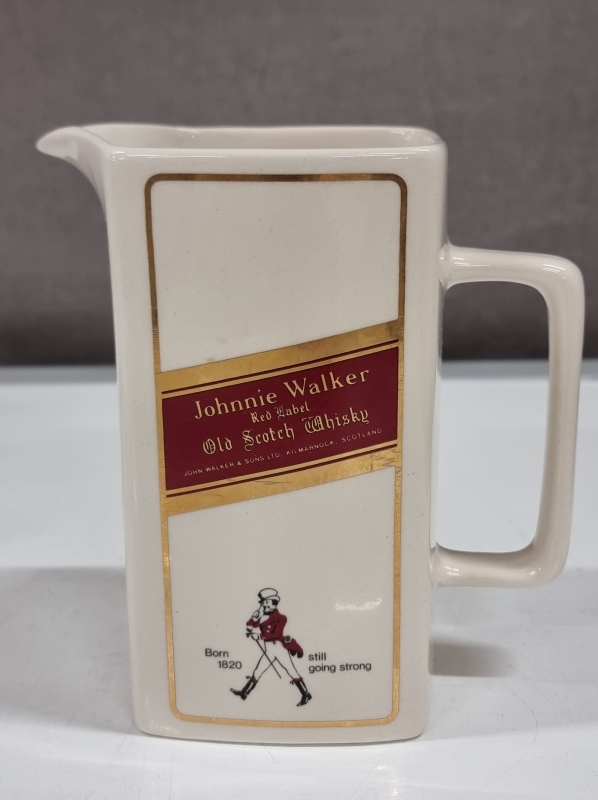 Johnnie Walker
Red Label
Old Scotch Whisky
JOHN WALKER & SONS LTD. KILMARNOCK, SCOTLAND
Born
1820
still
going strong